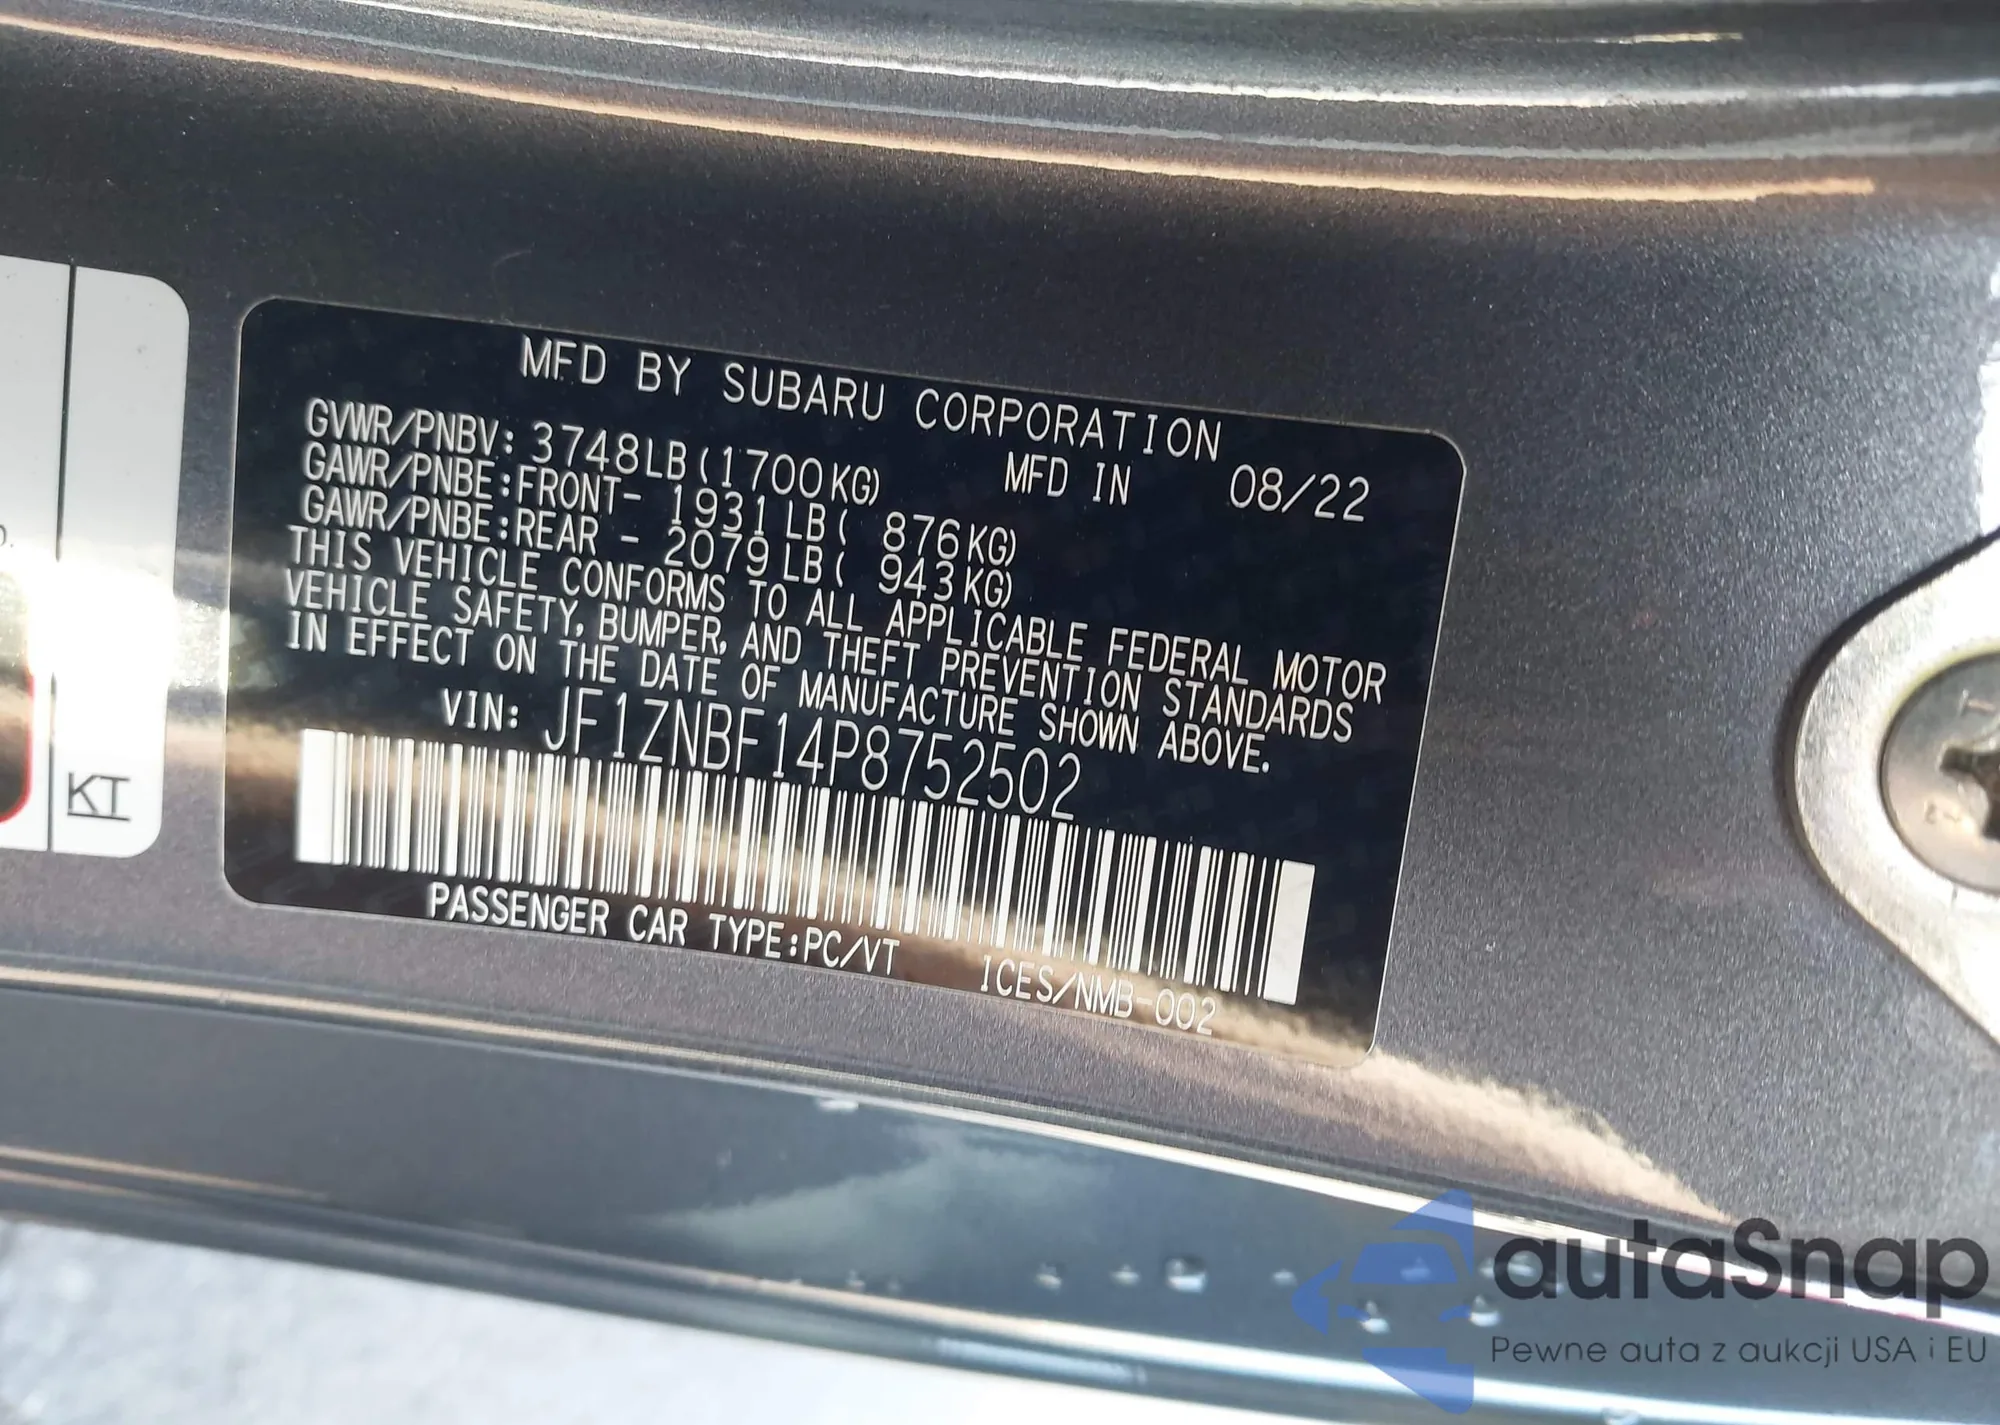 MFD BY SUBARU CORPORATION
GVWR/PNBV: 3748LB(1700KG) MFD IN 08/22
GAWR/PNBE:FRONT- 1931LB( 876KG)
GAWR/PNBE:REAR - 2079LB( 943KG)
THIS VEHICLE CONFORMS TO ALL APPLICABLE FEDERAL MOTOR
VEHICLE SAFETY, BUMPER, AND THEFT PREVENTION STANDARDS
IN EFFECT ON THE DATE OF MANUFACTURE SHOWN ABOVE.
VIN: JF1ZNBF14P8752502
PASSENGER CAR TYPE:PC/VT ICES/NMB-002
KT
autaSnap
Pewne auta z aukcji USA i EU